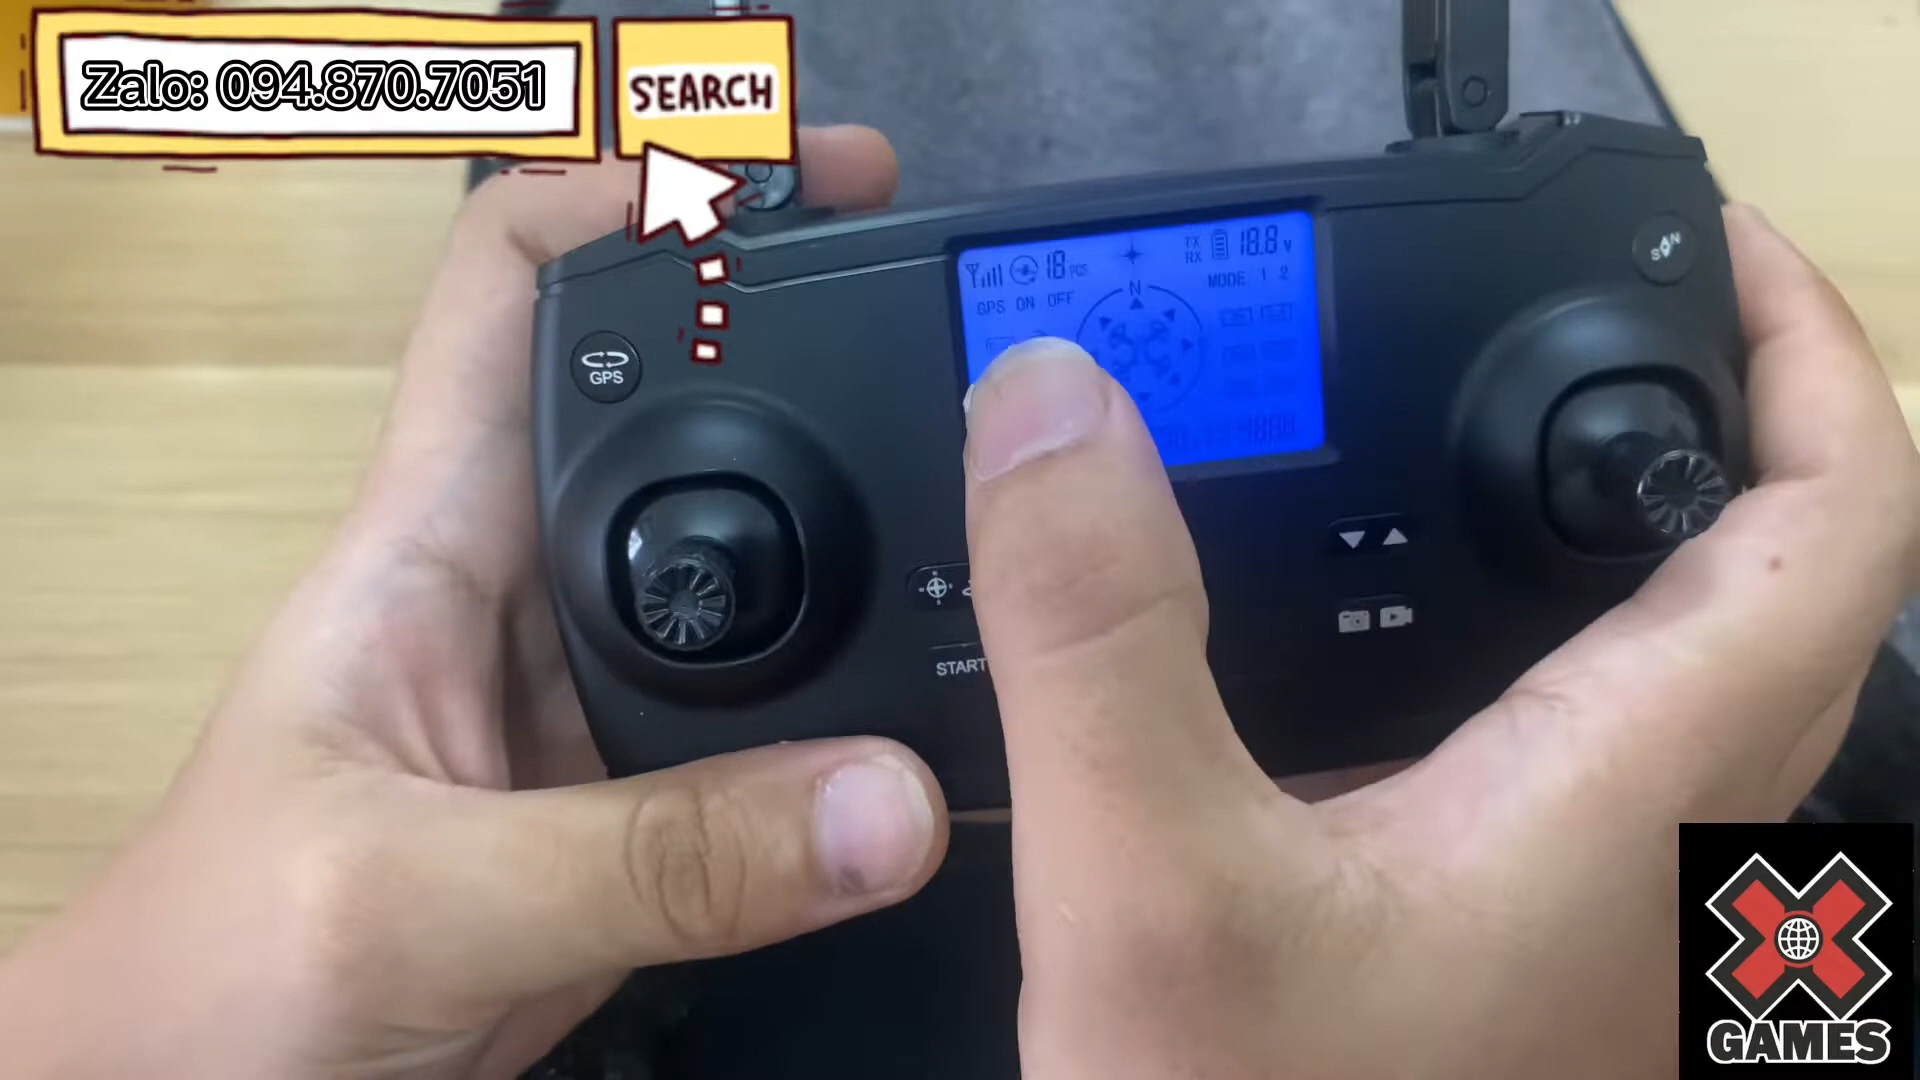 Zalo: 094.870.7051
SEARCH
18 PCS
TX
RX
18.8 V
GPS ON OFF
MODE 1 2
N
GPS
S N
START
GAMES